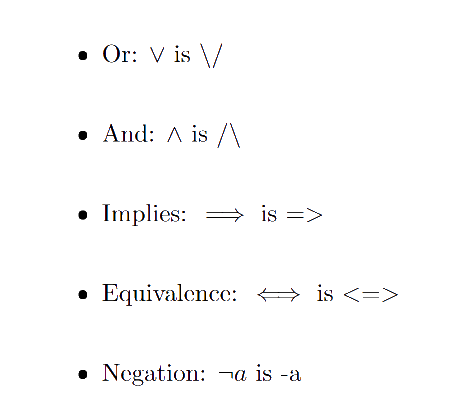 • Or: ∨ is \/
• And: ∧ is /\
• Implies: ⟹ is =>
• Equivalence: ⟺ is <=>
• Negation: ¬a is -a